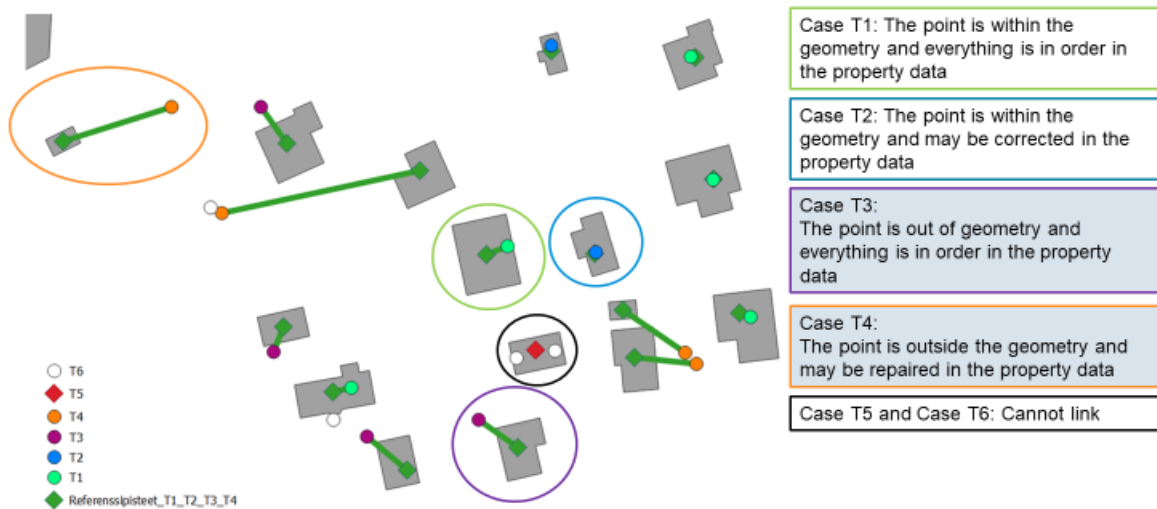 Case T1: The point is within the
geometry and everything is in order in
the property data
Case T2: The point is within the
geometry and may be corrected in the
property data
Case T3:
The point is out of geometry and
everything is in order in the property
data
Case T4:
The point is outside the geometry and
may be repaired in the property data
Case T5 and Case T6: Cannot link
T6
T5
T4
T3
T2
T1
Referenssipisteet_T1_T2_T3_T4